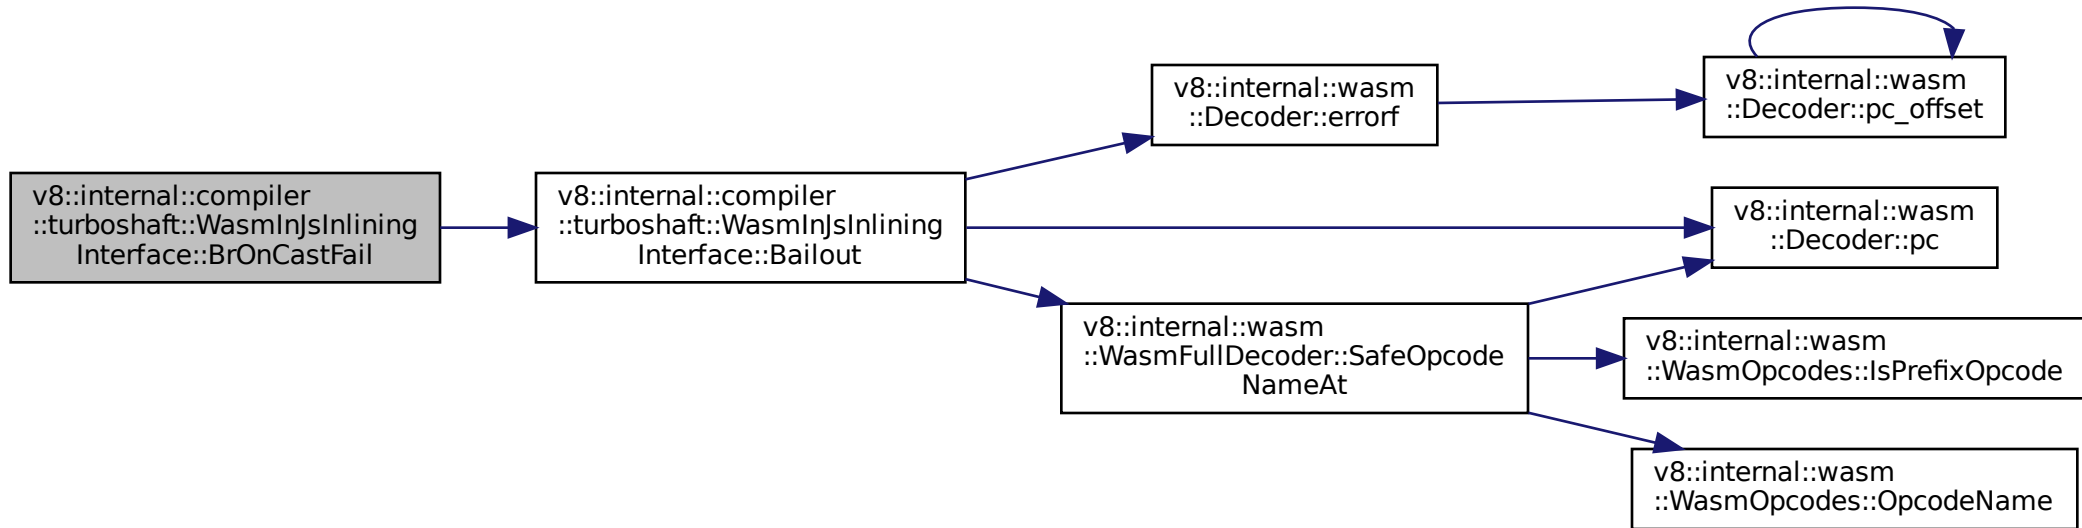 v8::internal::compiler
::turboshaft::WasmInJsInlining
Interface::BrOnCastFail
v8::internal::compiler
::turboshaft::WasmInJsInlining
Interface::Bailout
v8::internal::wasm
::Decoder::errorf
v8::internal::wasm
::Decoder::pc_offset
v8::internal::wasm
::Decoder::pc
v8::internal::wasm
::WasmFullDecoder::SafeOpcode
NameAt
v8::internal::wasm
::WasmOpcodes::IsPrefixOpcode
v8::internal::wasm
::WasmOpcodes::OpcodeName